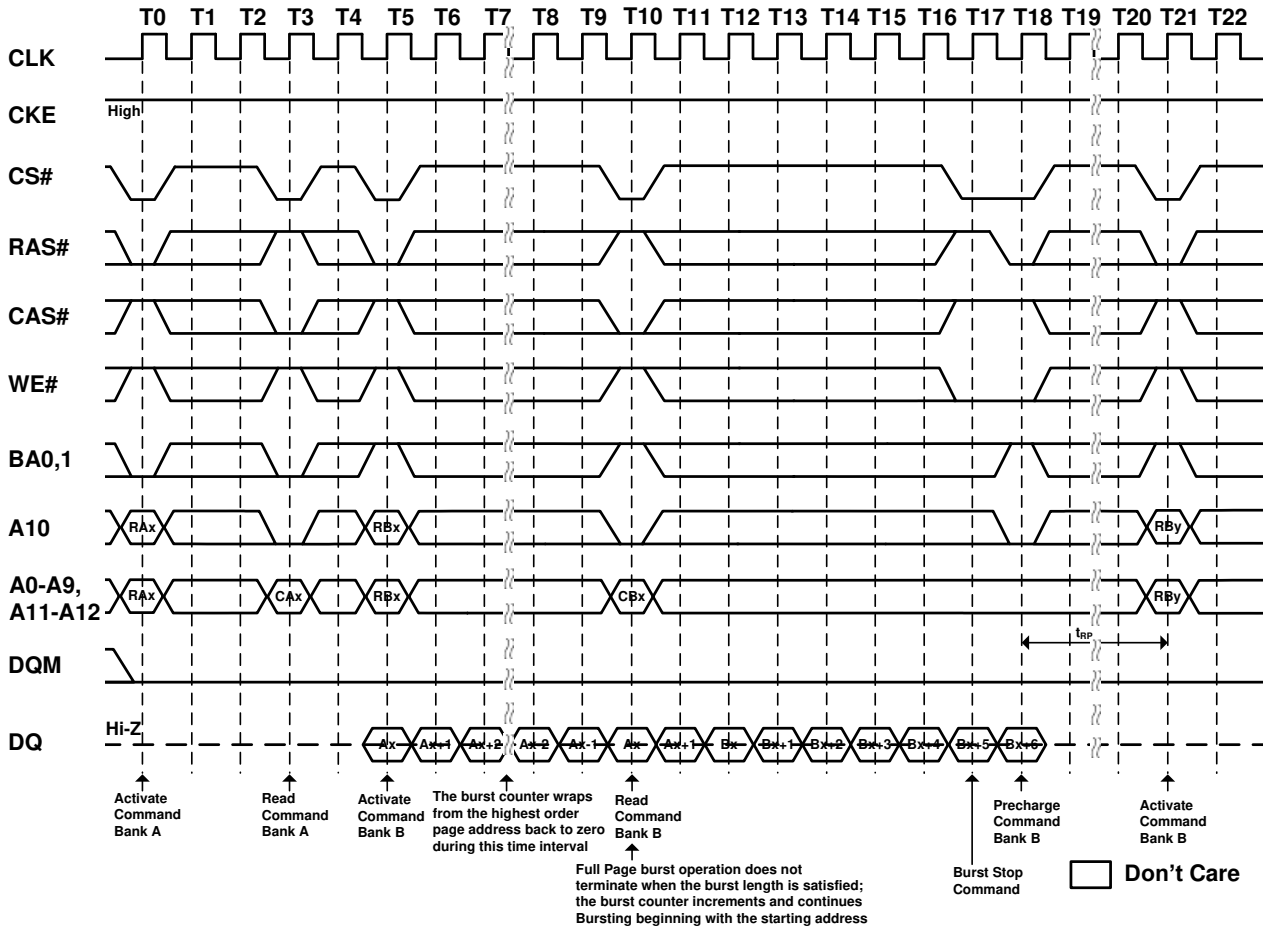 T0 T1 T2 T3 T4 T5 T6 T7 T8 T9 T10 T11 T12 T13 T14 T15 T16 T17 T18 T19 T20 T21 T22
CLK
CKE
High
CS#
RAS#
CAS#
WE#
BA0,1
A10
RAx RBx RBy
A0-A9,
A11-A12
RAx CAx RBx CBx RBy
tRP
DQM
Hi-Z
DQ
Ax Ax+1 Ax+2 Ax-2 Ax-1 Ax Ax+1 Bx Bx+1 Bx+2 Bx+3 Bx+4 Bx+5 Bx+6
Activate
Command
Bank A
Read
Command
Bank A
Activate
Command
Bank B
The burst counter wraps
from the highest order
page address back to zero
during this time interval
Read
Command
Bank B
Full Page burst operation does not
terminate when the burst length is satisfied;
the burst counter increments and continues
Bursting beginning with the starting address
Burst Stop
Command
Precharge
Command
Bank B
Activate
Command
Bank B
Don't Care